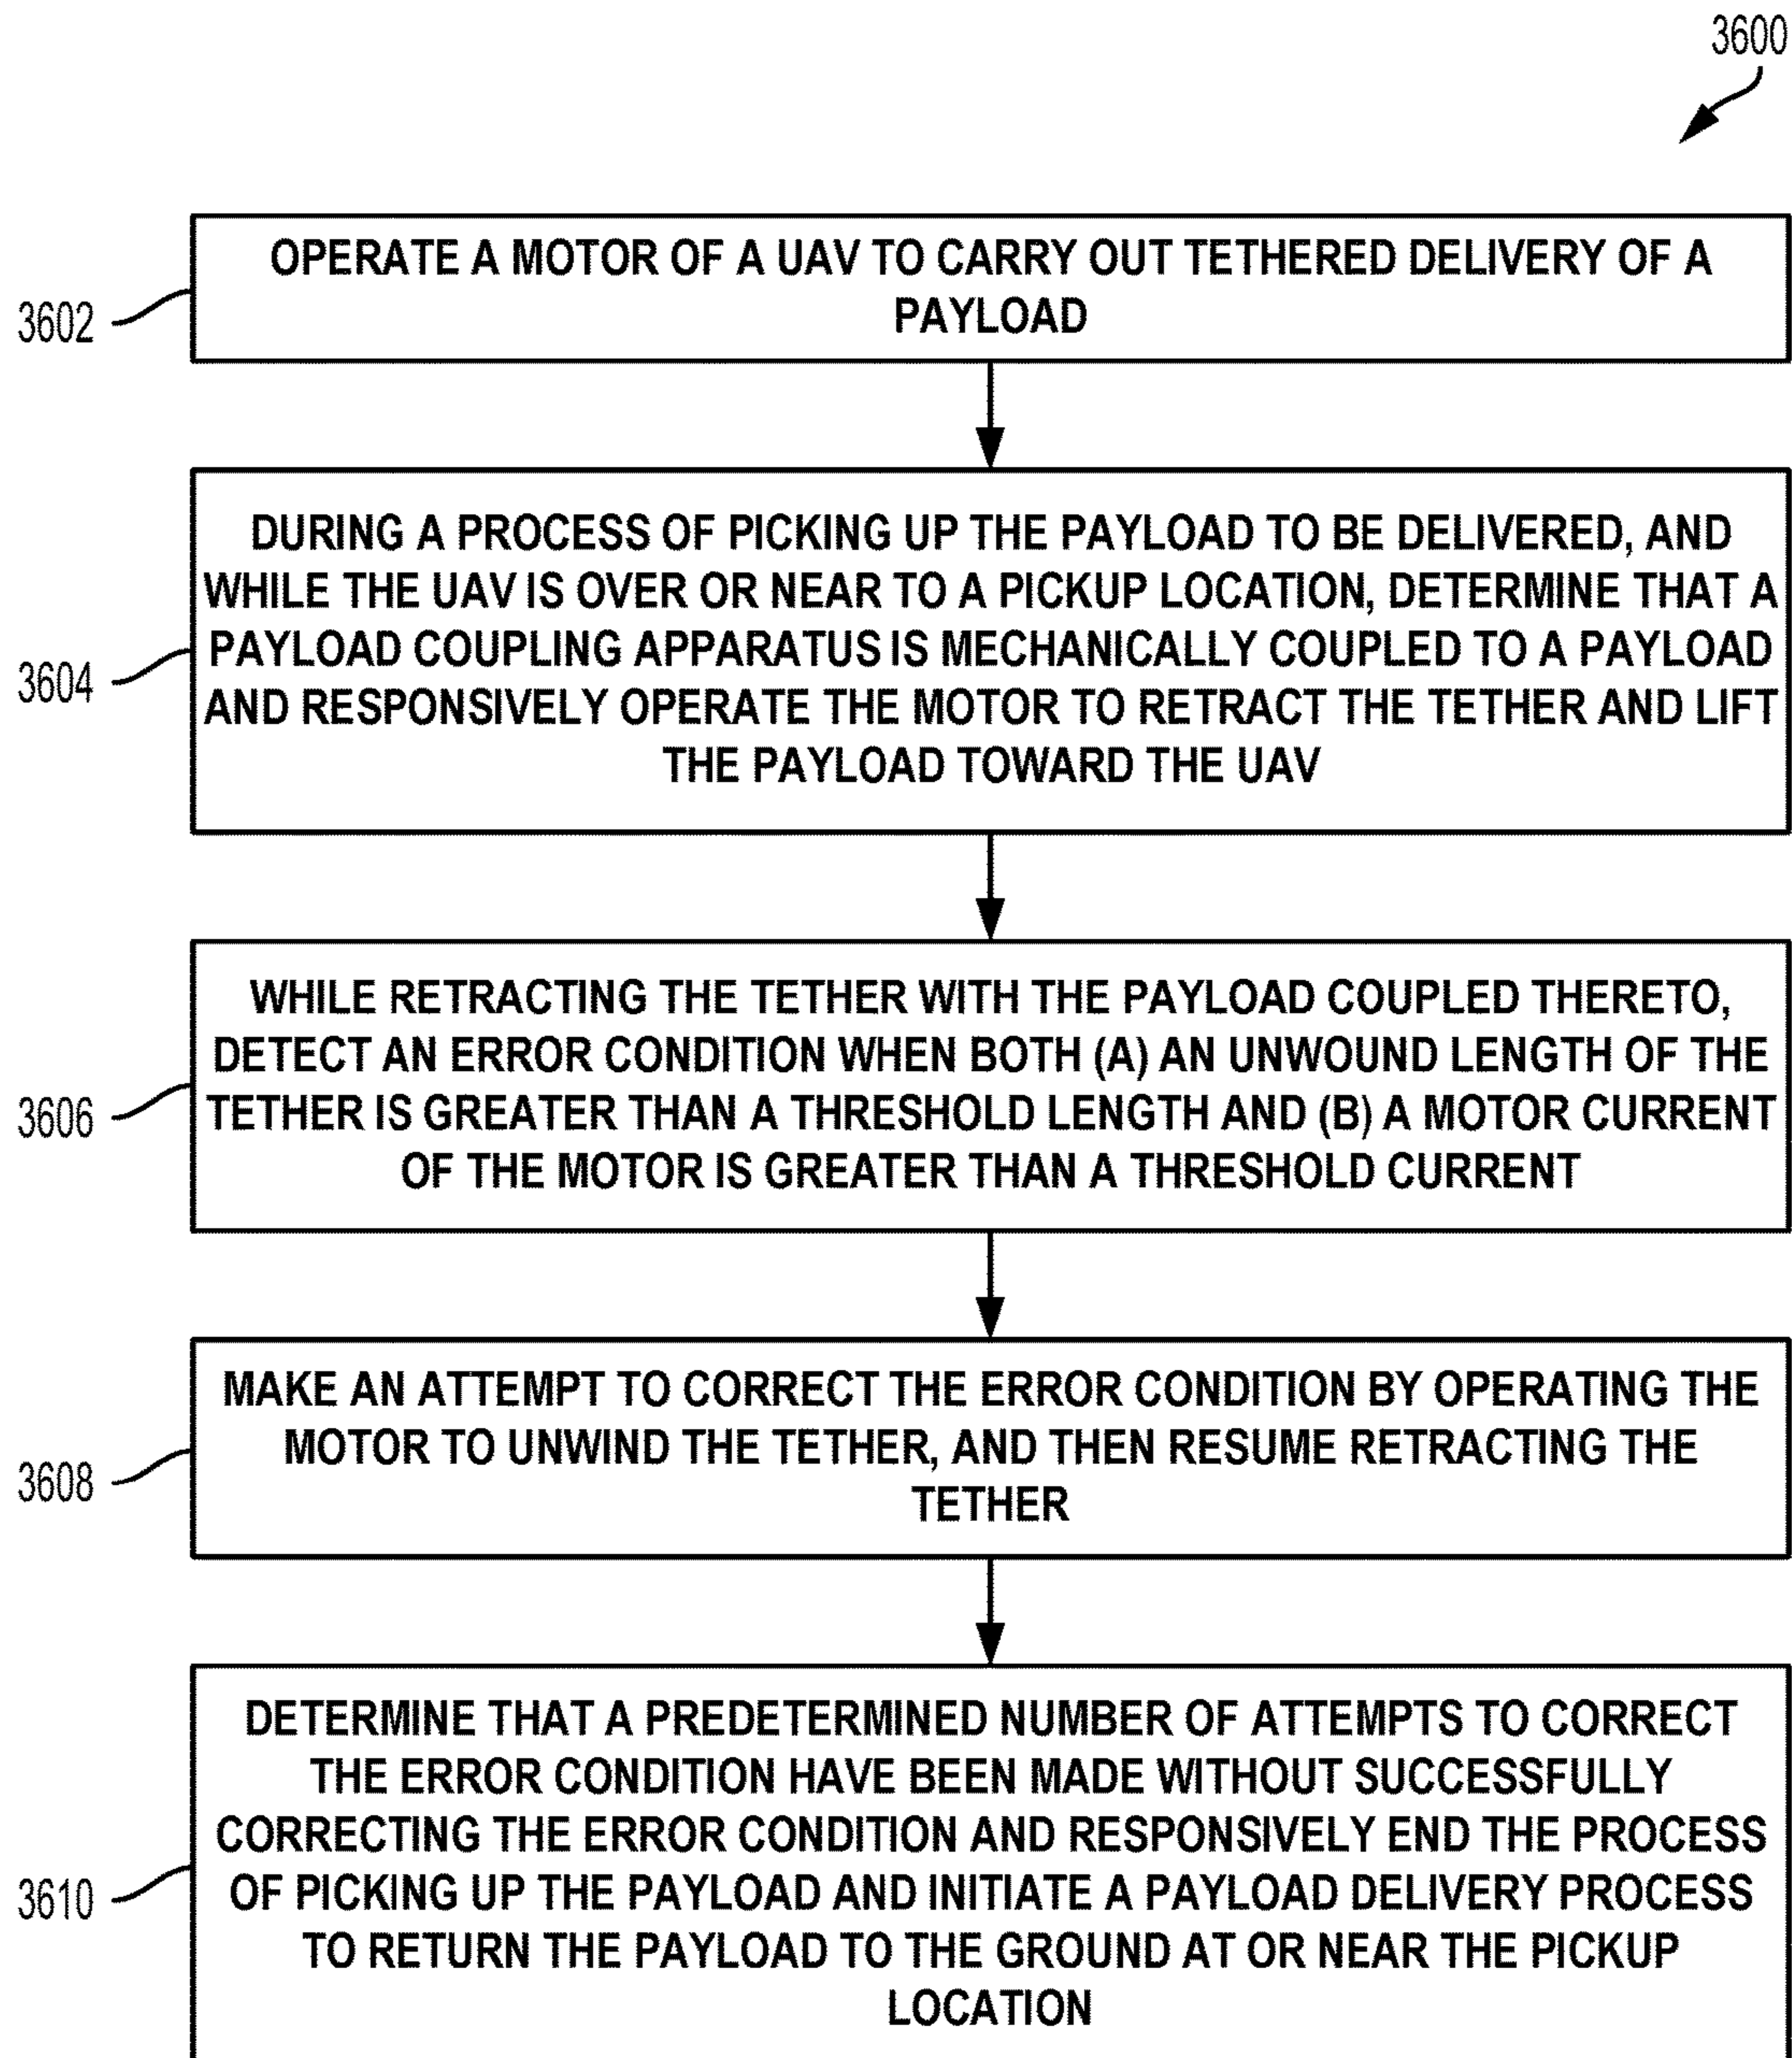 3600
OPERATE A MOTOR OF A UAV TO CARRY OUT TETHERED DELIVERY OF A
PAYLOAD
3602
DURING A PROCESS OF PICKING UP THE PAYLOAD TO BE DELIVERED, AND
WHILE THE UAV IS OVER OR NEAR TO A PICKUP LOCATION, DETERMINE THAT A
PAYLOAD COUPLING APPARATUS IS MECHANICALLY COUPLED TO A PAYLOAD
AND RESPONSIVELY OPERATE THE MOTOR TO RETRACT THE TETHER AND LIFT
THE PAYLOAD TOWARD THE UAV
3604
WHILE RETRACTING THE TETHER WITH THE PAYLOAD COUPLED THERETO,
DETECT AN ERROR CONDITION WHEN BOTH (A) AN UNWOUND LENGTH OF THE
TETHER IS GREATER THAN A THRESHOLD LENGTH AND (B) A MOTOR CURRENT
OF THE MOTOR IS GREATER THAN A THRESHOLD CURRENT
3606
MAKE AN ATTEMPT TO CORRECT THE ERROR CONDITION BY OPERATING THE
MOTOR TO UNWIND THE TETHER, AND THEN RESUME RETRACTING THE
TETHER
3608
DETERMINE THAT A PREDETERMINED NUMBER OF ATTEMPTS TO CORRECT
THE ERROR CONDITION HAVE BEEN MADE WITHOUT SUCCESSFULLY
CORRECTING THE ERROR CONDITION AND RESPONSIVELY END THE PROCESS
OF PICKING UP THE PAYLOAD AND INITIATE A PAYLOAD DELIVERY PROCESS
TO RETURN THE PAYLOAD TO THE GROUND AT OR NEAR THE PICKUP
LOCATION
3610